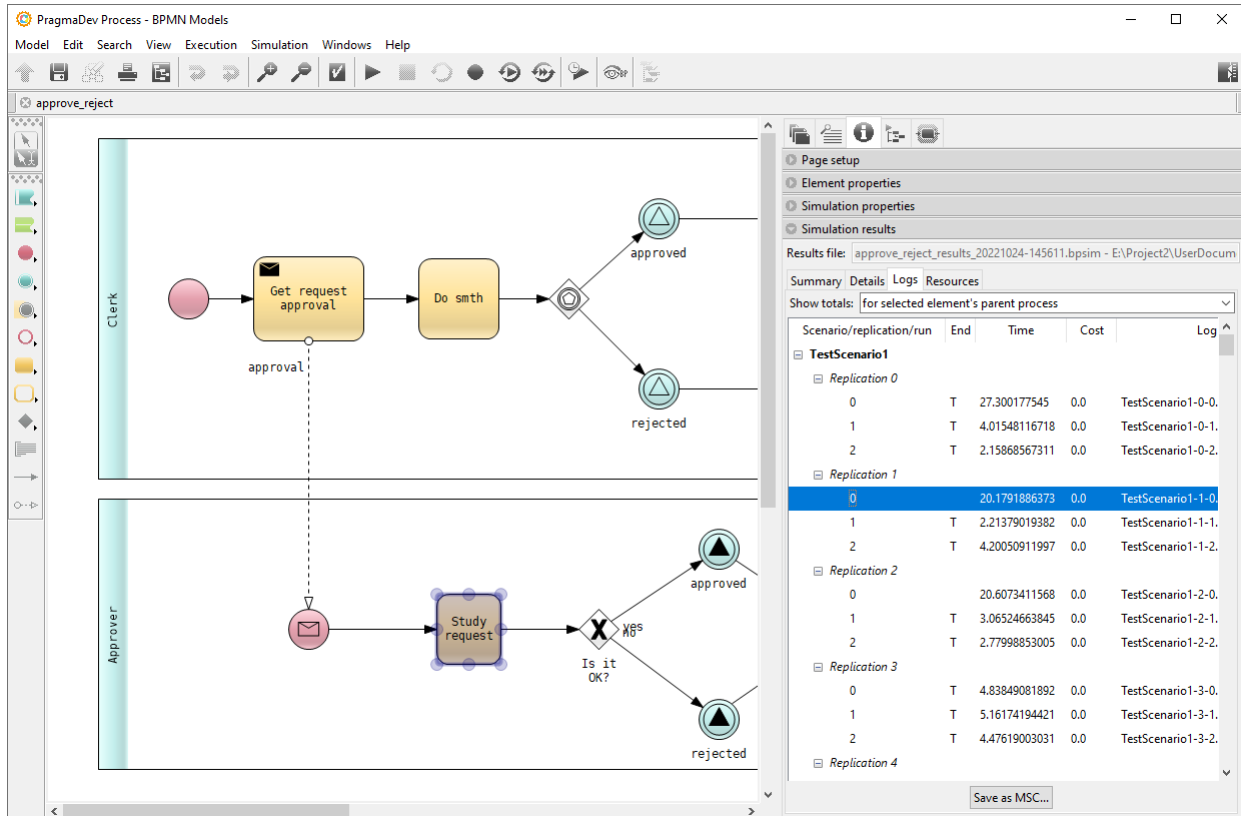 PragmaDev Process - BPMN Models
Model Edit Search View Execution Simulation Windows Help
approve_reject
Clerk
Get request
approval
Do smth
approved
rejected
approval
Approver
Study
request
yes
no
Is it
OK?
approved
rejected
Page setup
Element properties
Simulation properties
Simulation results
Results file: approve_reject_results_20221024-145611.bpsim - E:\Project2\UserDocum
Summary Details Logs Resources
Show totals: for selected element's parent process
Scenario/replication/run End Time Cost Log
TestScenario1
Replication 0
0 T 27.300177545 0.0 TestScenario1-0-0.
1 T 4.01548116718 0.0 TestScenario1-0-1.
2 T 2.15868567311 0.0 TestScenario1-0-2.
Replication 1
0 20.1791886373 0.0 TestScenario1-1-0.
1 T 2.21379019382 0.0 TestScenario1-1-1.
2 T 4.20050911997 0.0 TestScenario1-1-2.
Replication 2
0 20.6073411568 0.0 TestScenario1-2-0.
1 T 3.06524663845 0.0 TestScenario1-2-1.
2 T 2.77998853005 0.0 TestScenario1-2-2.
Replication 3
0 T 4.83849081892 0.0 TestScenario1-3-0.
1 T 5.16174194421 0.0 TestScenario1-3-1.
2 T 4.47619003031 0.0 TestScenario1-3-2.
Replication 4
Save as MSC...